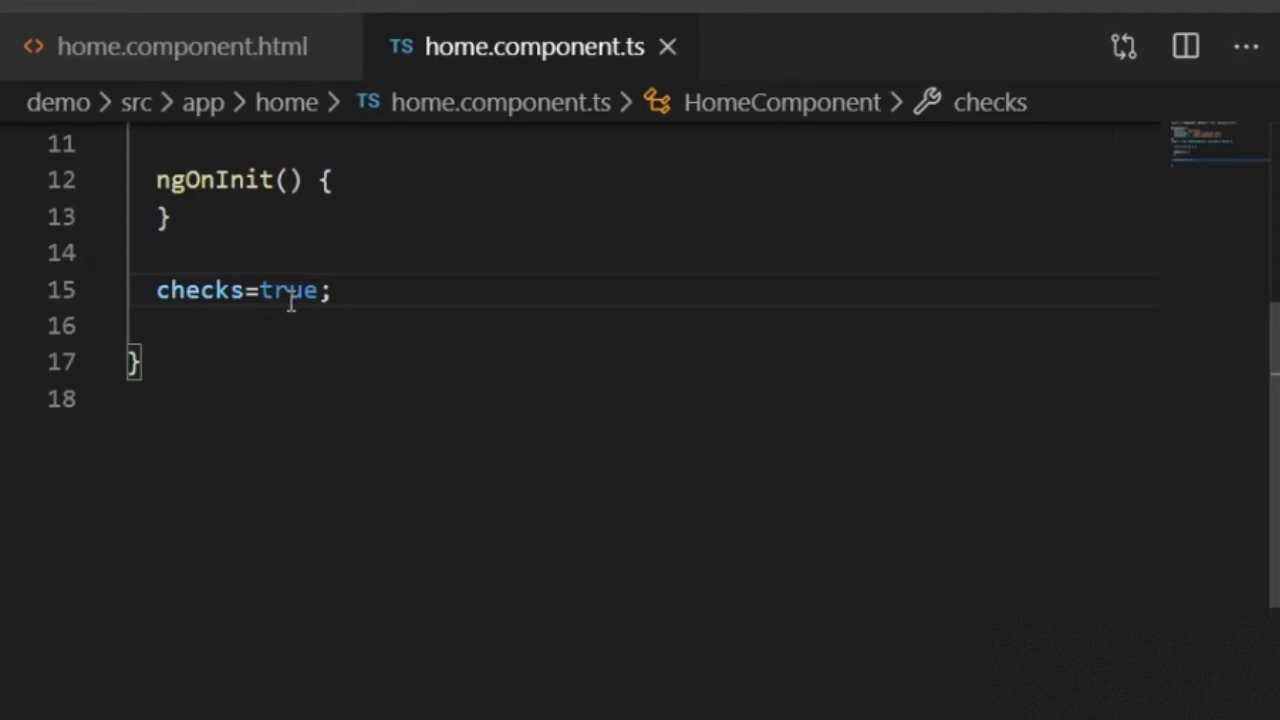 home.component.html TS home.component.ts
demo > src > app > home > TS home.component.ts > HomeComponent > checks
11
12 ngOnInit() {
13 }
14
15 checks=true;
16
17 }
18